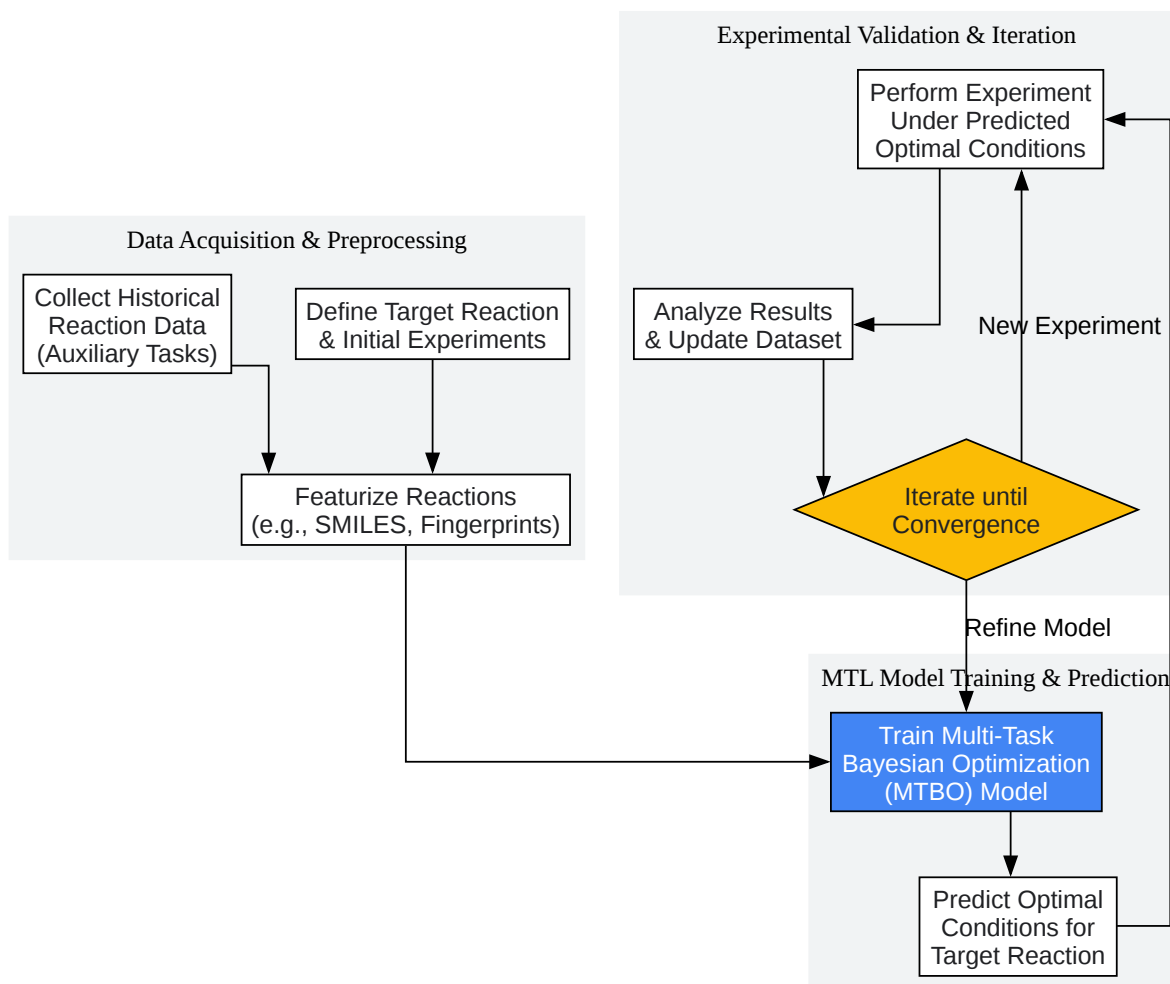 Experimental Validation & Iteration
Perform Experiment
Under Predicted
Optimal Conditions
Data Acquisition & Preprocessing
Collect Historical
Reaction Data
(Auxiliary Tasks)
Define Target Reaction
& Initial Experiments
Analyze Results
& Update Dataset
New Experiment
Featurize Reactions
(e.g., SMILES, Fingerprints)
Iterate until
Convergence
Refine Model
MTL Model Training & Prediction
Train Multi-Task
Bayesian Optimization
(MTBO) Model
Predict Optimal
Conditions for
Target Reaction